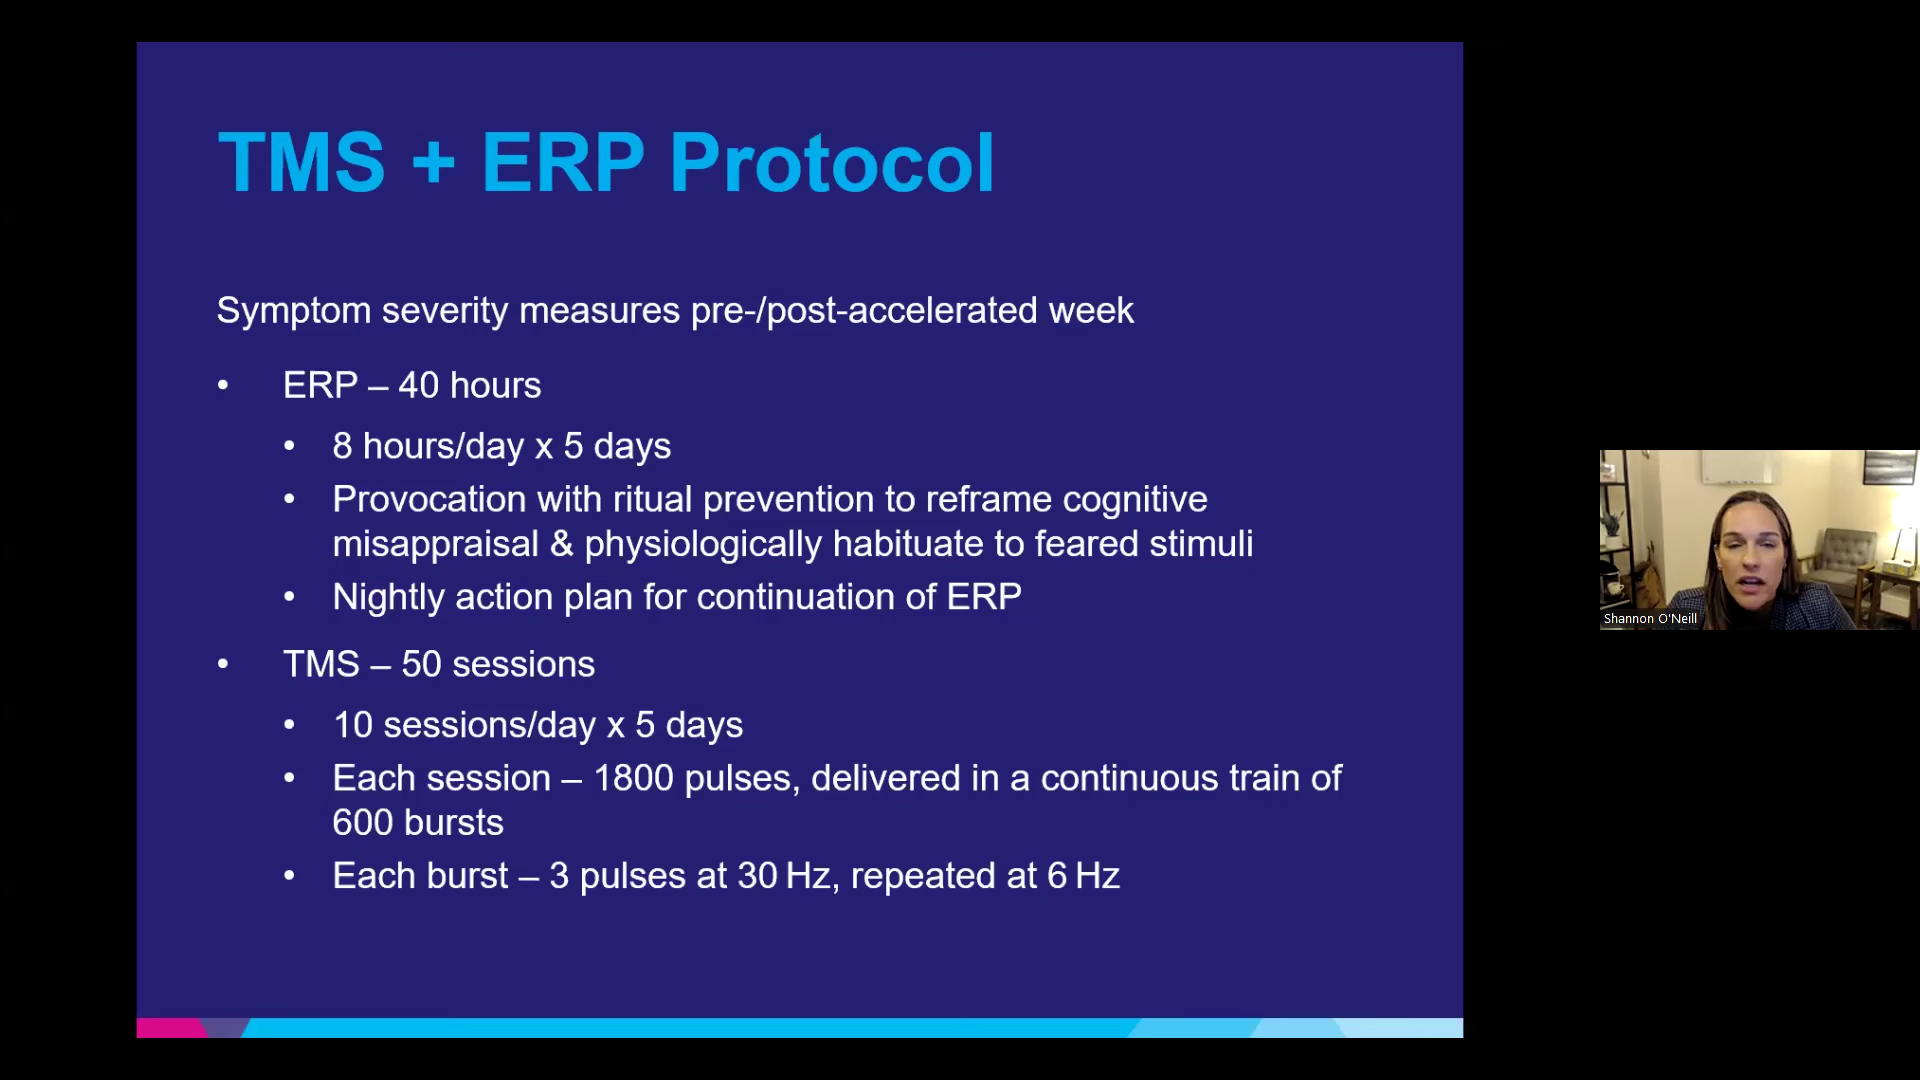 TMS + ERP Protocol
Symptom severity measures pre-/post-accelerated week
• ERP – 40 hours
• 8 hours/day x 5 days
• Provocation with ritual prevention to reframe cognitive
misappraisal & physiologically habituate to feared stimuli
• Nightly action plan for continuation of ERP
• TMS – 50 sessions
• 10 sessions/day x 5 days
• Each session – 1800 pulses, delivered in a continuous train of
600 bursts
• Each burst – 3 pulses at 30 Hz, repeated at 6 Hz
Shannon O'Neill